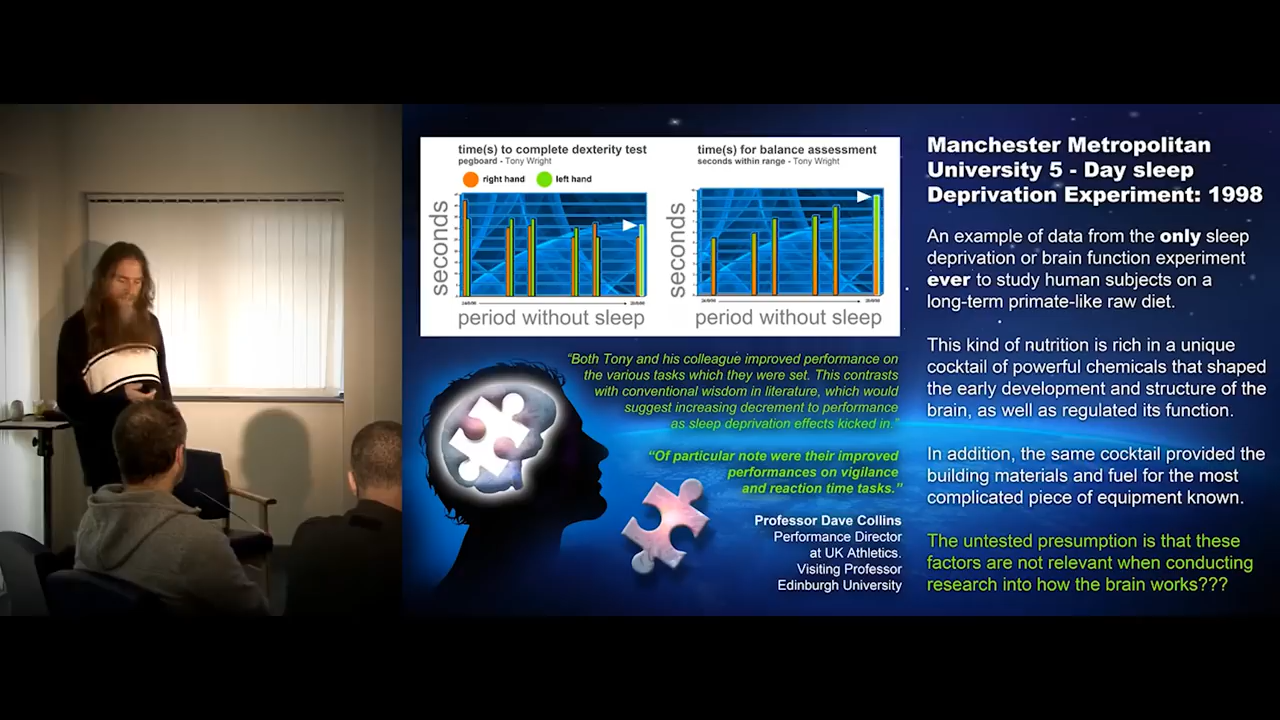 time(s) to complete dexterity test
pegboard - Tony Wright
right hand
left hand
seconds
period without sleep
time(s) for balance assessment
seconds within range - Tony Wright
seconds
period without sleep
“Both Tony and his colleague improved performance on
the various tasks which they were set. This contrasts
with conventional wisdom in literature, which would
suggest increasing decrement to performance
as sleep deprivation effects kicked in.”
“Of particular note were their improved
performances on vigilance
and reaction time tasks.”
Professor Dave Collins
Performance Director
at UK Athletics.
Visiting Professor
Edinburgh University
Manchester Metropolitan
University 5 - Day sleep
Deprivation Experiment: 1998
An example of data from the only sleep
deprivation or brain function experiment
ever to study human subjects on a
long-term primate-like raw diet.
This kind of nutrition is rich in a unique
cocktail of powerful chemicals that shaped
the early development and structure of the
brain, as well as regulated its function.
In addition, the same cocktail provided the
building materials and fuel for the most
complicated piece of equipment known.
The untested presumption is that these
factors are not relevant when conducting
research into how the brain works???